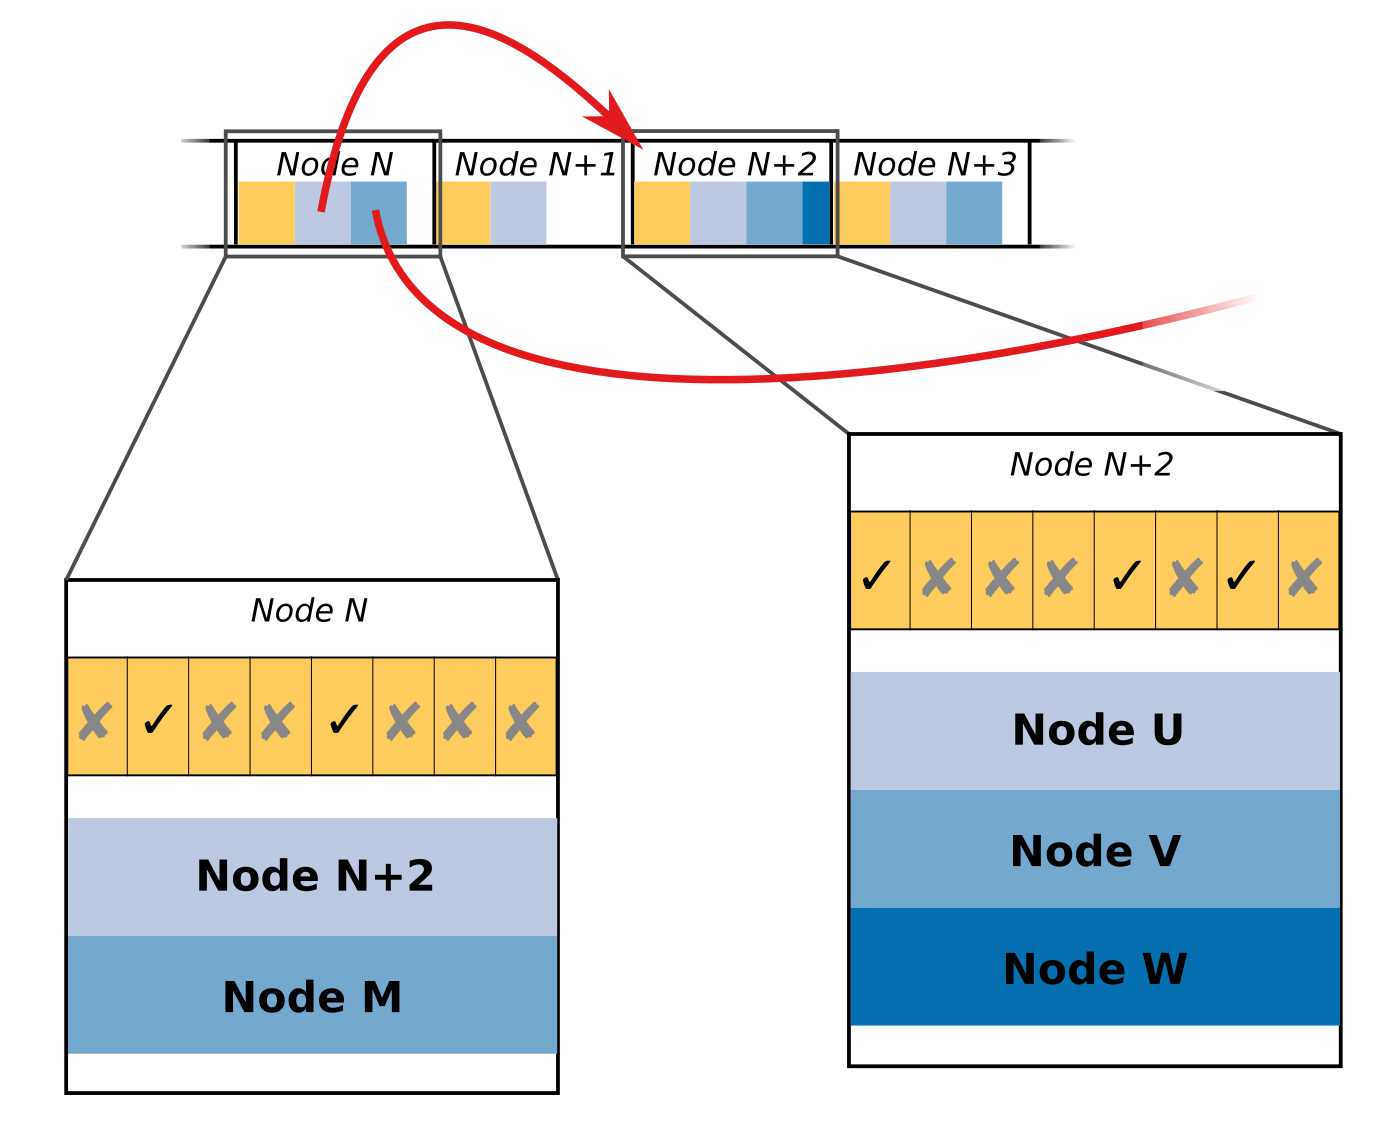 Node N Node N+1 Node N+2 Node N+3
Node N+2
✓ ✘ ✘ ✘ ✓ ✘ ✓ ✘
Node U
Node V
Node W
Node N
✘ ✓ ✘ ✘ ✓ ✘ ✘ ✘
Node N+2
Node M